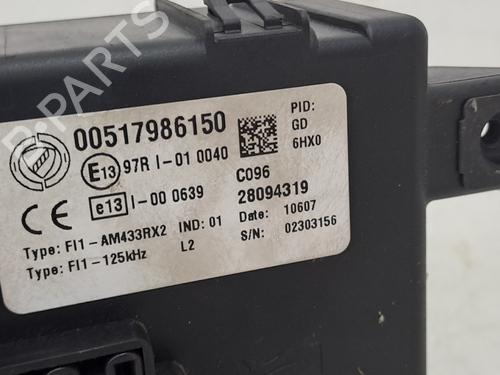 00517986150
PID:
GD
6HX0
E13 97R I-01 0040
C096
CE e13 I-00 0639
28094319
Type: FI1-AM433RX2 IND: 01
Date: 10607
Type: FI1-125kHz L2
S/N: 02303156